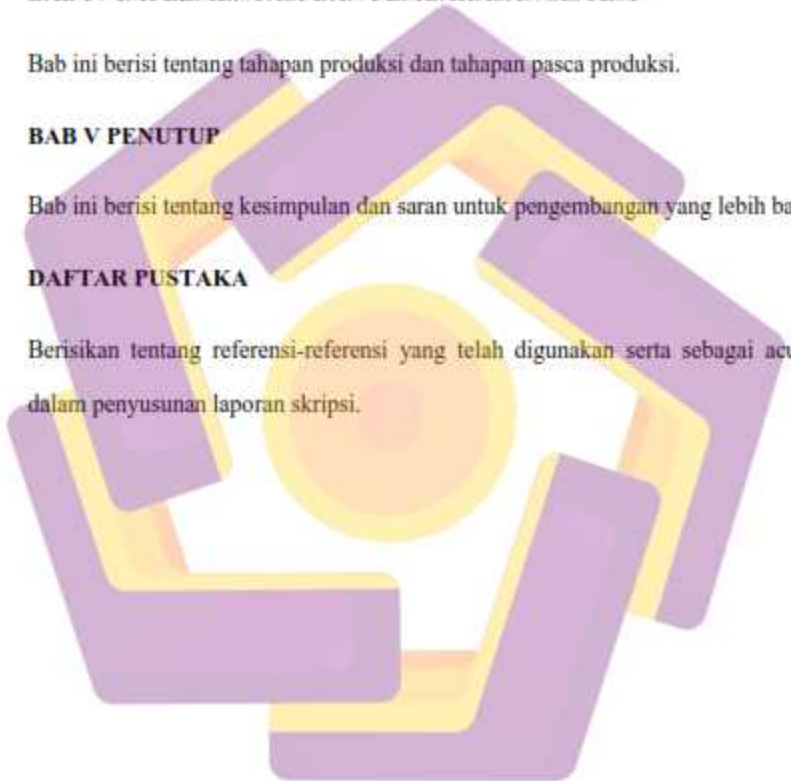 Bab ini berisi tentang tahapan produksi dan tahapan pasca produksi.
BAB V PENUTUP
Bab ini berisi tentang kesimpulan dan saran untuk pengembangan yang lebih ba
DAFTAR PUSTAKA
Berisikan tentang referensi-referensi yang telah digunakan serta sebagai acu
dalam penyusunan laporan skripsi.